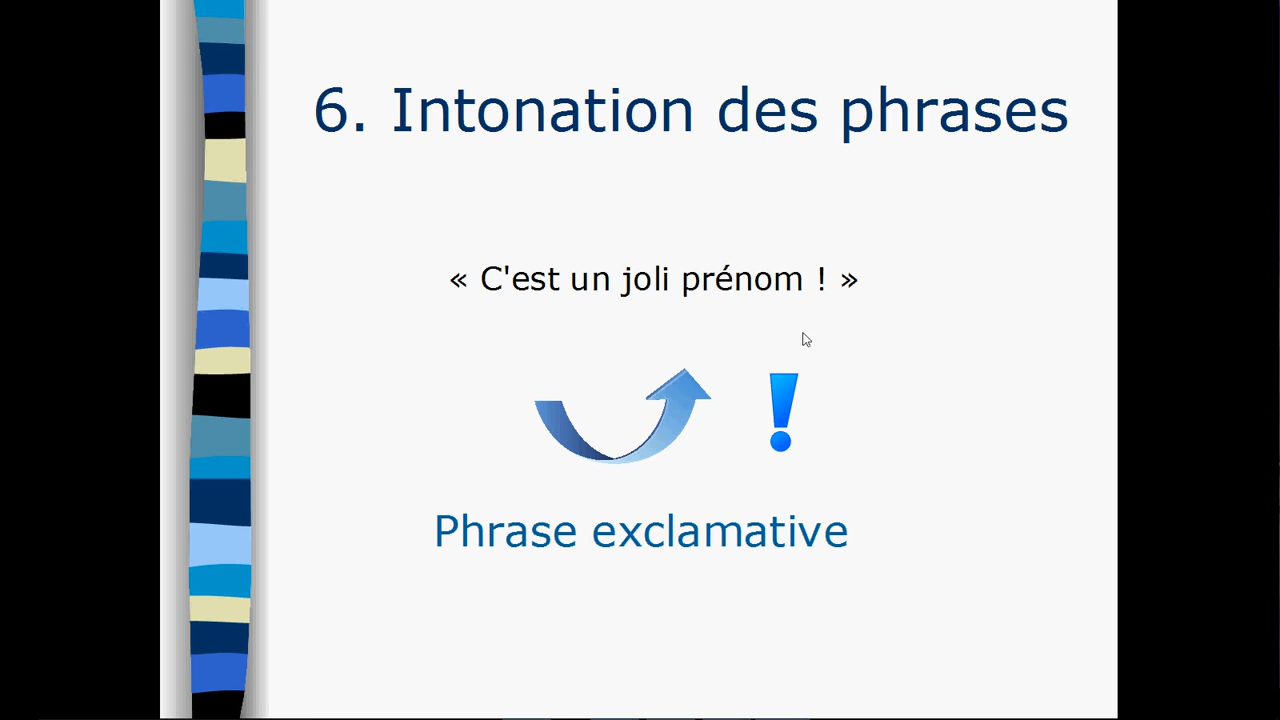 6. Intonation des phrases
« C'est un joli prénom ! »
!
Phrase exclamative